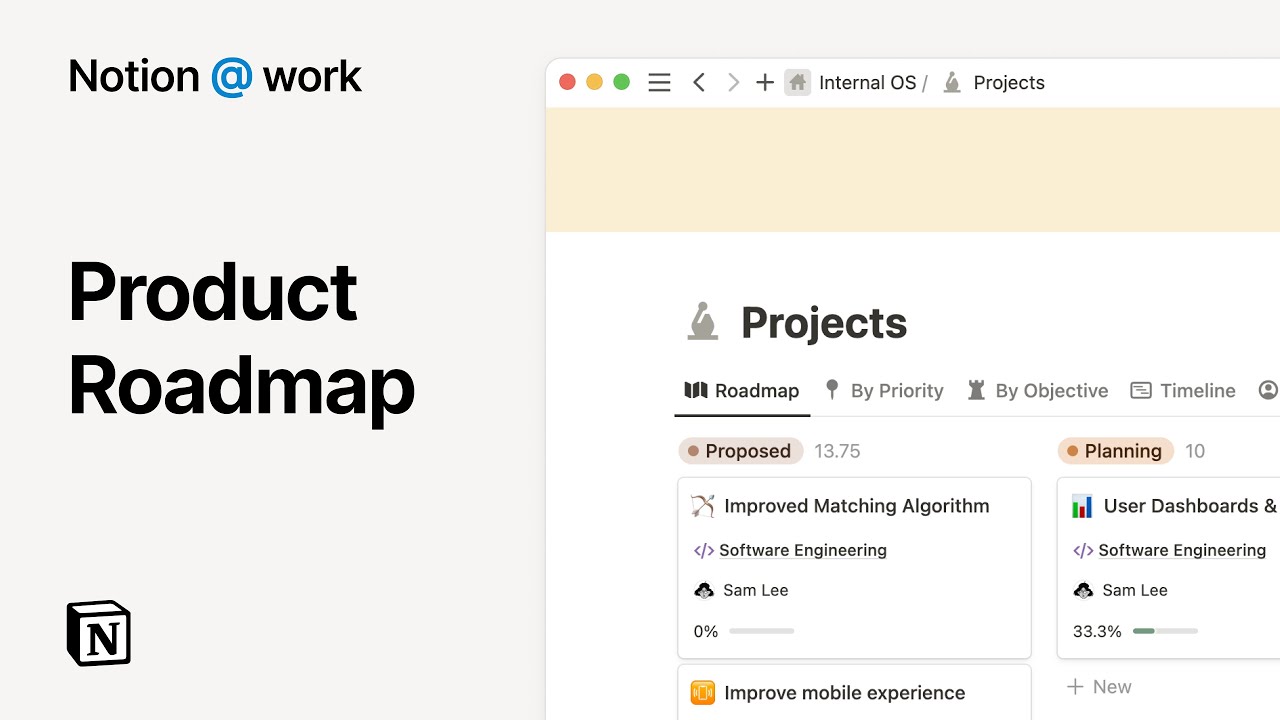 Notion @ work
Product
Roadmap
N
Internal OS / Projects
Projects
Roadmap By Priority By Objective Timeline
Proposed 13.75
Improved Matching Algorithm
</> Software Engineering
Sam Lee
0%
Improve mobile experience
Planning 10
User Dashboards &
</> Software Engineering
Sam Lee
33.3%
+ New